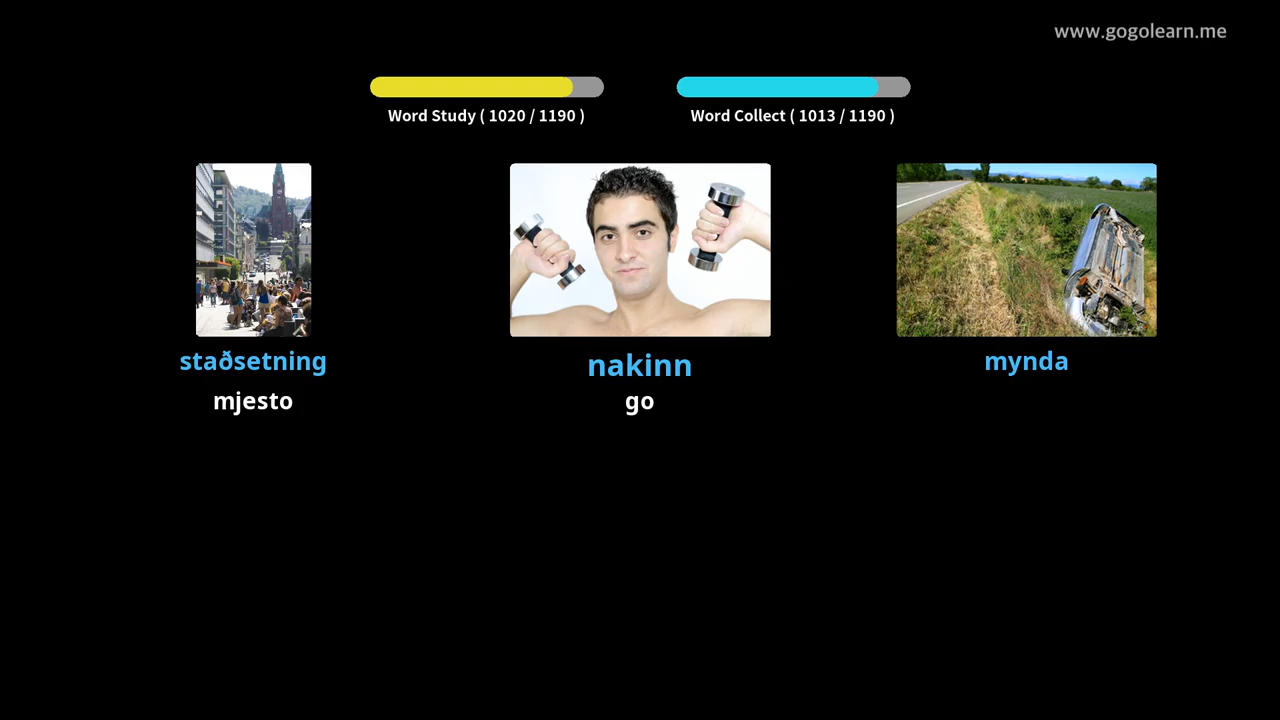 www.gogolearn.me
Word Study ( 1020 / 1190 )
Word Collect ( 1013 / 1190 )
staðsetning
mjesto
nakinn
go
mynda